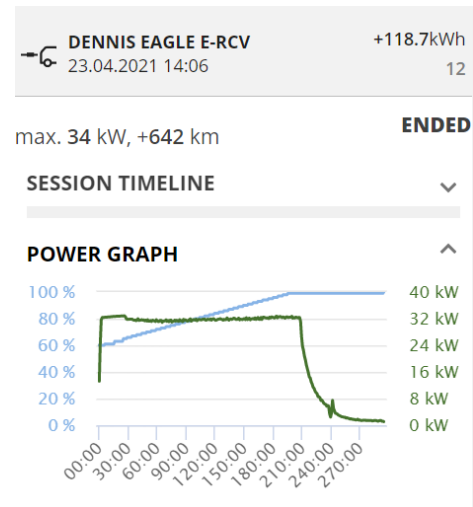 DENNIS EAGLE E-RCV +118.7kWh
23.04.2021 14:06 12
ENDED
max. 34 kW, +642 km
SESSION TIMELINE
POWER GRAPH
100 % 40 kW
80 % 32 kW
60 % 24 kW
40 % 16 kW
20 % 8 kW
0 % 0 kW
00:00 30:00 60:00 90:00 120:00 150:00 180:00 210:00 240:00 270:00